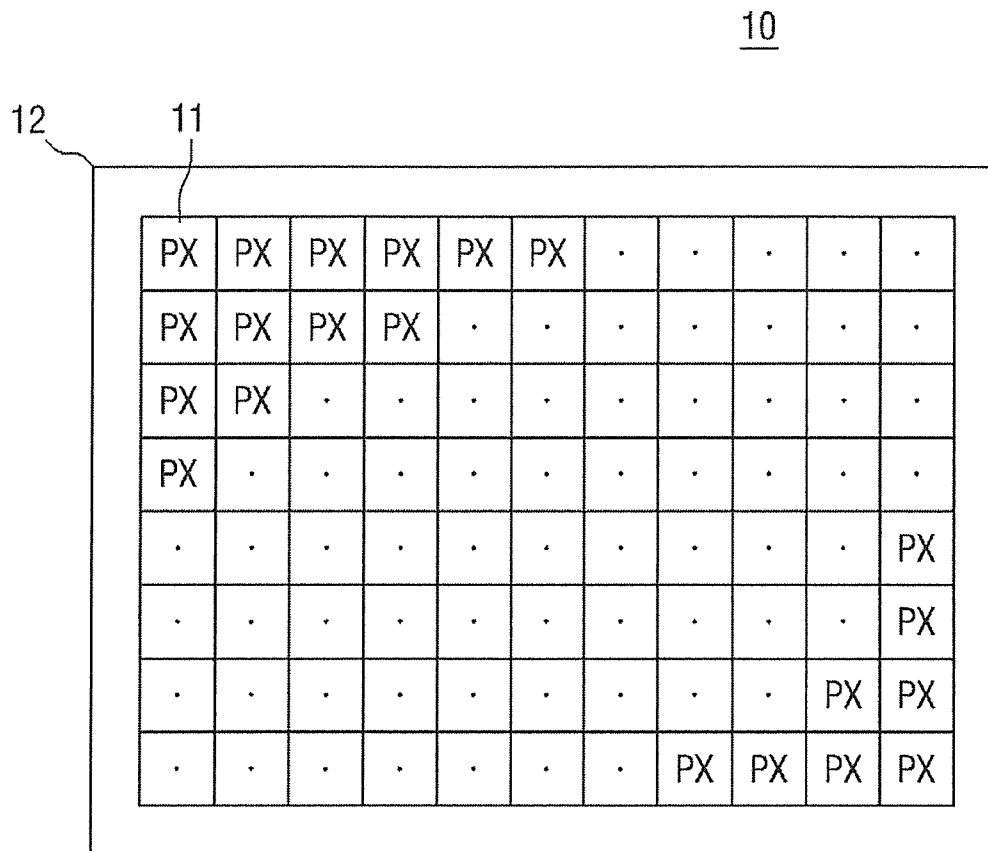 10
12 11
PX PX PX PX PX PX · · · · ·
PX PX PX PX · · · · · · ·
PX PX · · · · · · · · ·
PX · · · · · · · · · ·
· · · · · · · · · · PX
· · · · · · · · · · PX
· · · · · · · · · PX PX
· · · · · · · PX PX PX PX